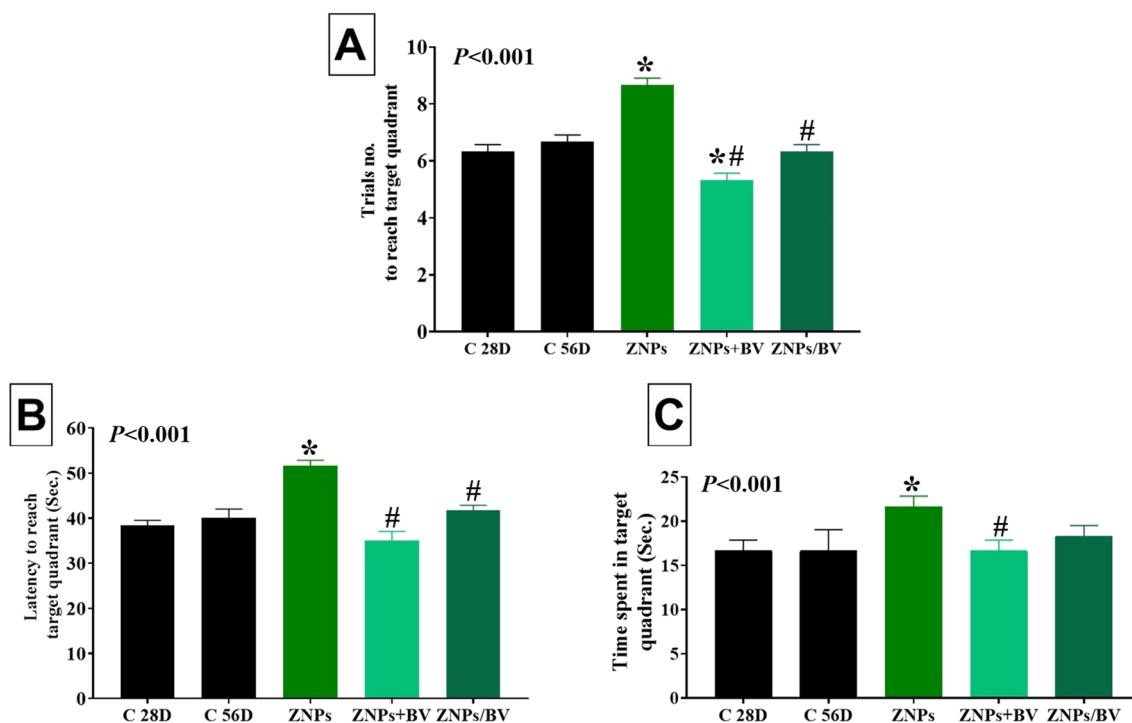 A
P<0.001
Trials no.
to reach target quadrant
10
8
6
4
2
0
*
*#
#
C 28D C 56D ZNPs ZNPs+BV ZNPs/BV
B
P<0.001
Latency to reach
target quadrant (Sec.)
60
50
40
30
20
10
0
*
#
#
C 28D C 56D ZNPs ZNPs+BV ZNPs/BV
C
P<0.001
Time spent in target
quadrant (Sec.)
25
20
15
10
5
0
*
#
C 28D C 56D ZNPs ZNPs+BV ZNPs/BV